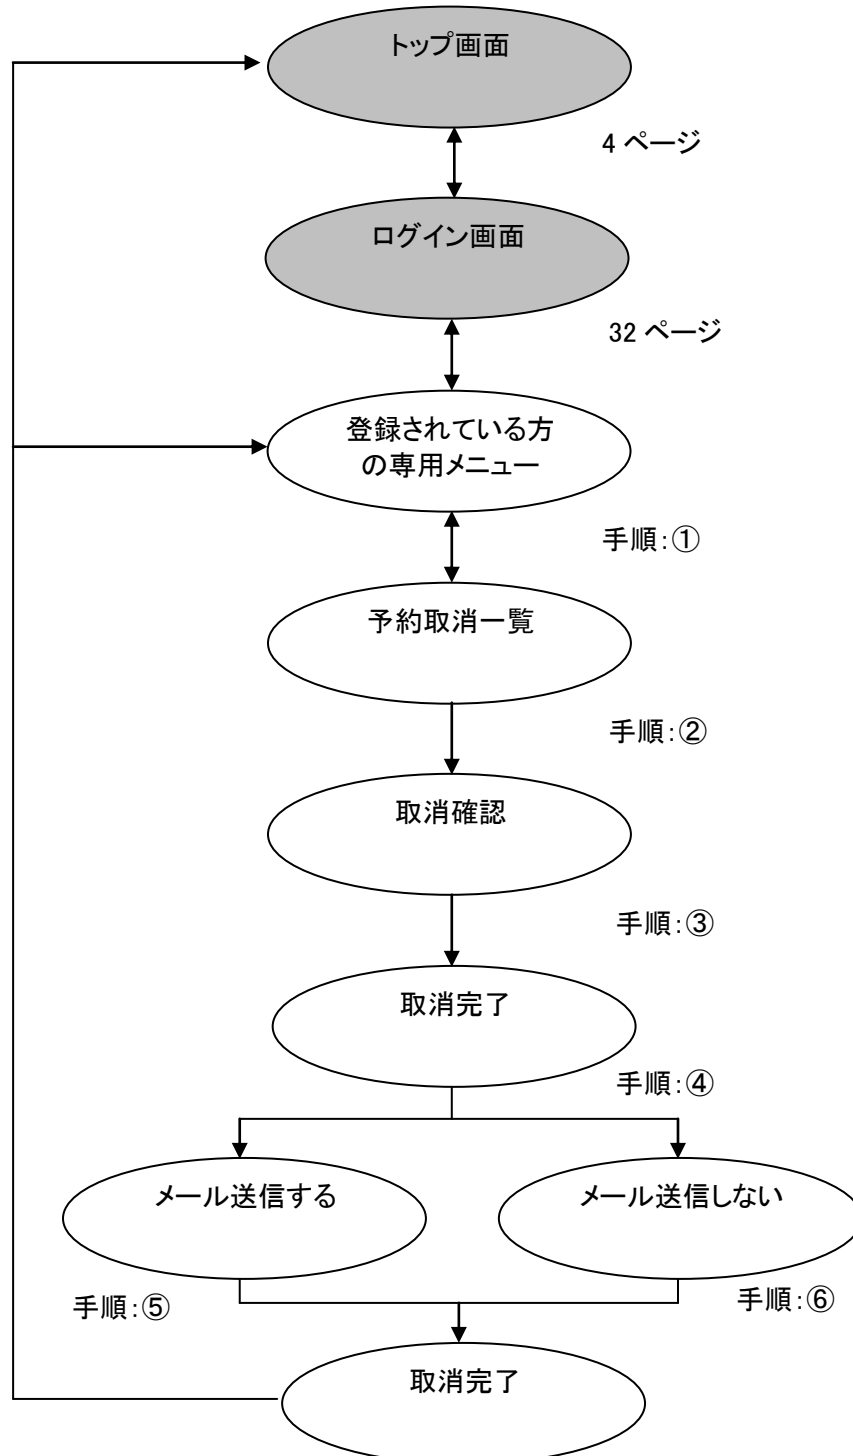 トップ画面
4 ページ
ログイン画面
32 ページ
登録されている方
の専用メニュー
手順:①
予約取消一覧
手順:②
取消確認
手順:③
取消完了
手順:④
メール送信する
メール送信しない
手順:⑤
手順:⑥
取消完了